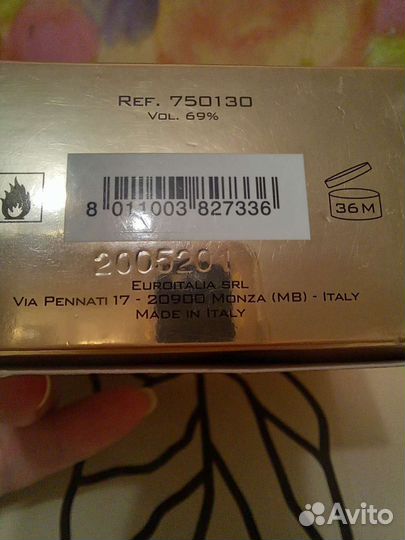 REF. 750130
VOL. 69%
8 011003 827336
36M
2005201
EUROITALIA SRL
VIA PENNATI 17 - 20900 MONZA (MB) - ITALY
MADE IN ITALY
Avito